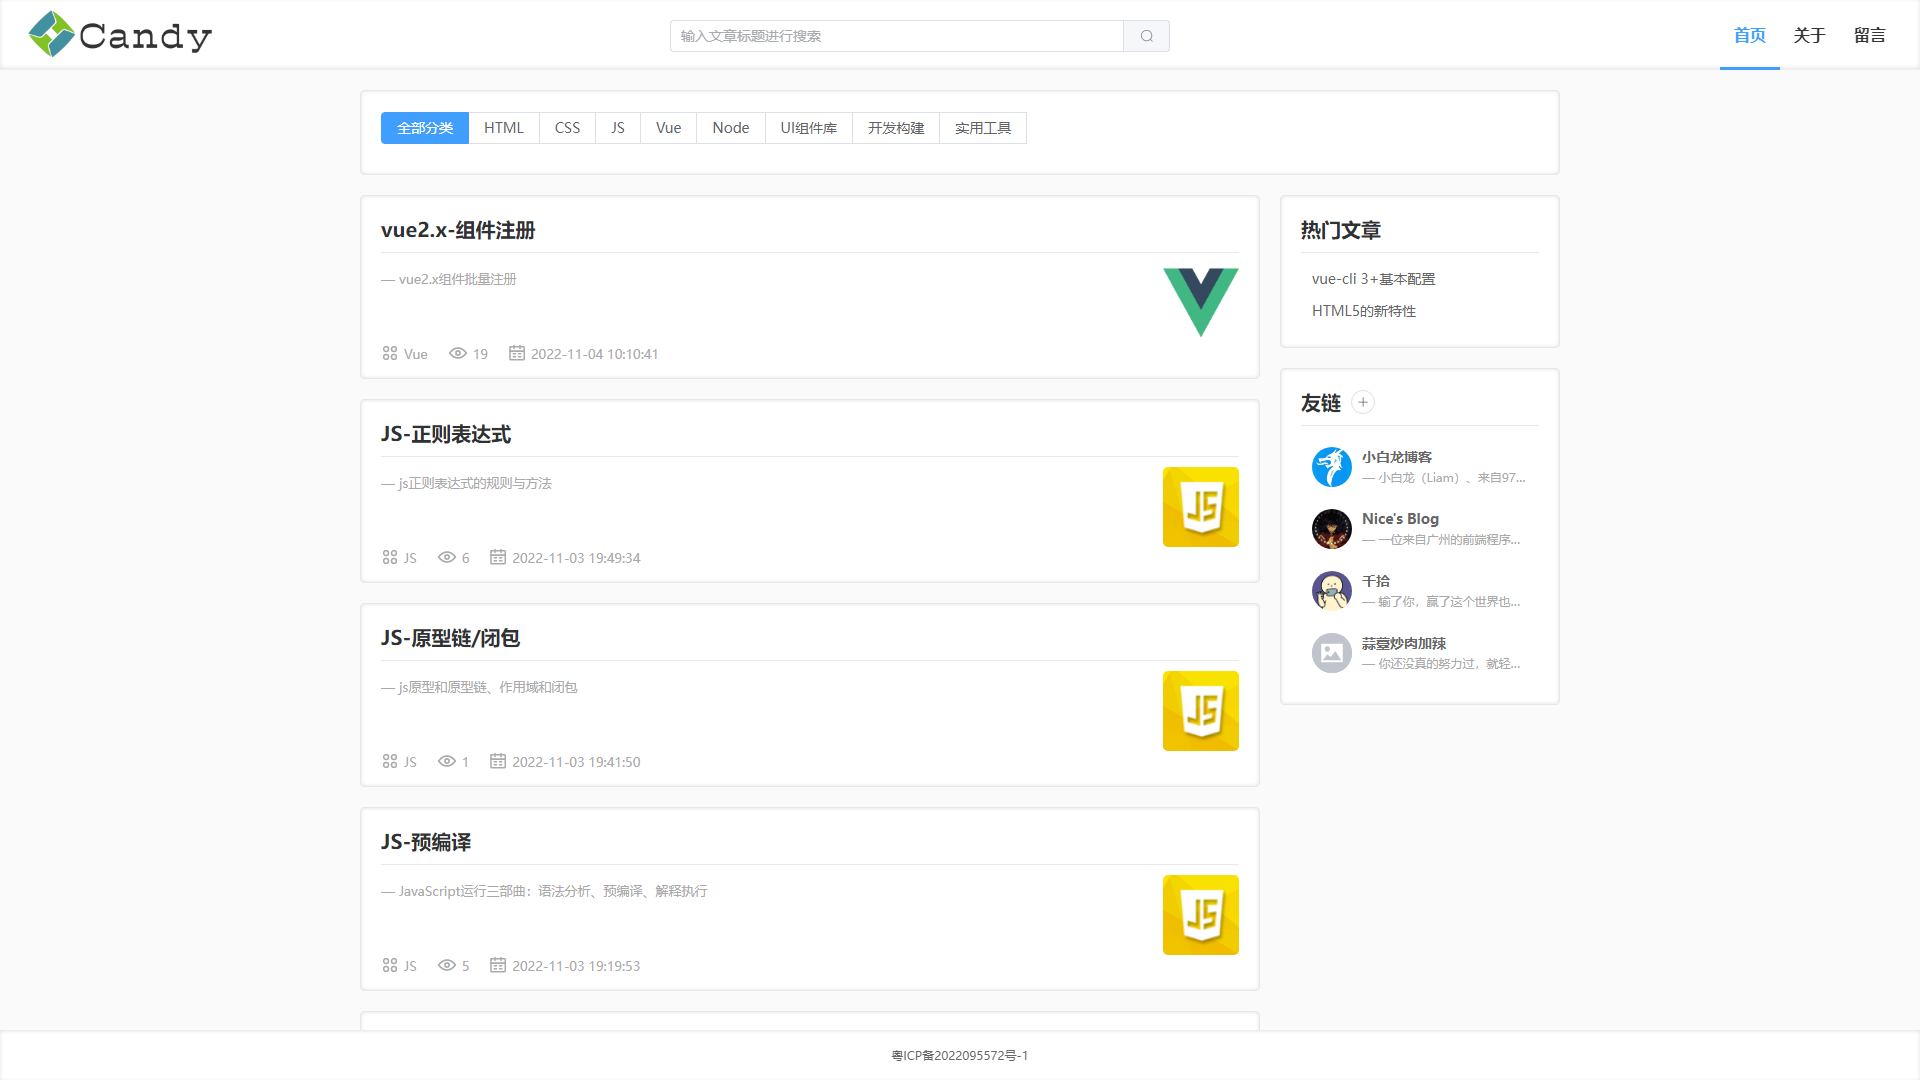 Candy
输入文章标题进行搜索
首页 关于 留言
全部分类 HTML CSS JS Vue Node UI组件库 开发构建 实用工具
vue2.x-组件注册
— vue2.x组件批量注册
Vue 19 2022-11-04 10:10:41
JS-正则表达式
— js正则表达式的规则与方法
JS 6 2022-11-03 19:49:34
JS-原型链/闭包
— js原型和原型链、作用域和闭包
JS 1 2022-11-03 19:41:50
JS-预编译
— JavaScript运行三部曲：语法分析、预编译、解释执行
JS 5 2022-11-03 19:19:53
热门文章
vue-cli 3+基本配置
HTML5的新特性
友链
小白龙博客
— 小白龙（Liam）、来自97...
Nice's Blog
— 一位来自广州的前端程序...
千拾
— 输了你，赢了这个世界也...
蒜薹炒肉加辣
— 你还没真的努力过，就轻...
粤ICP备2022095572号-1